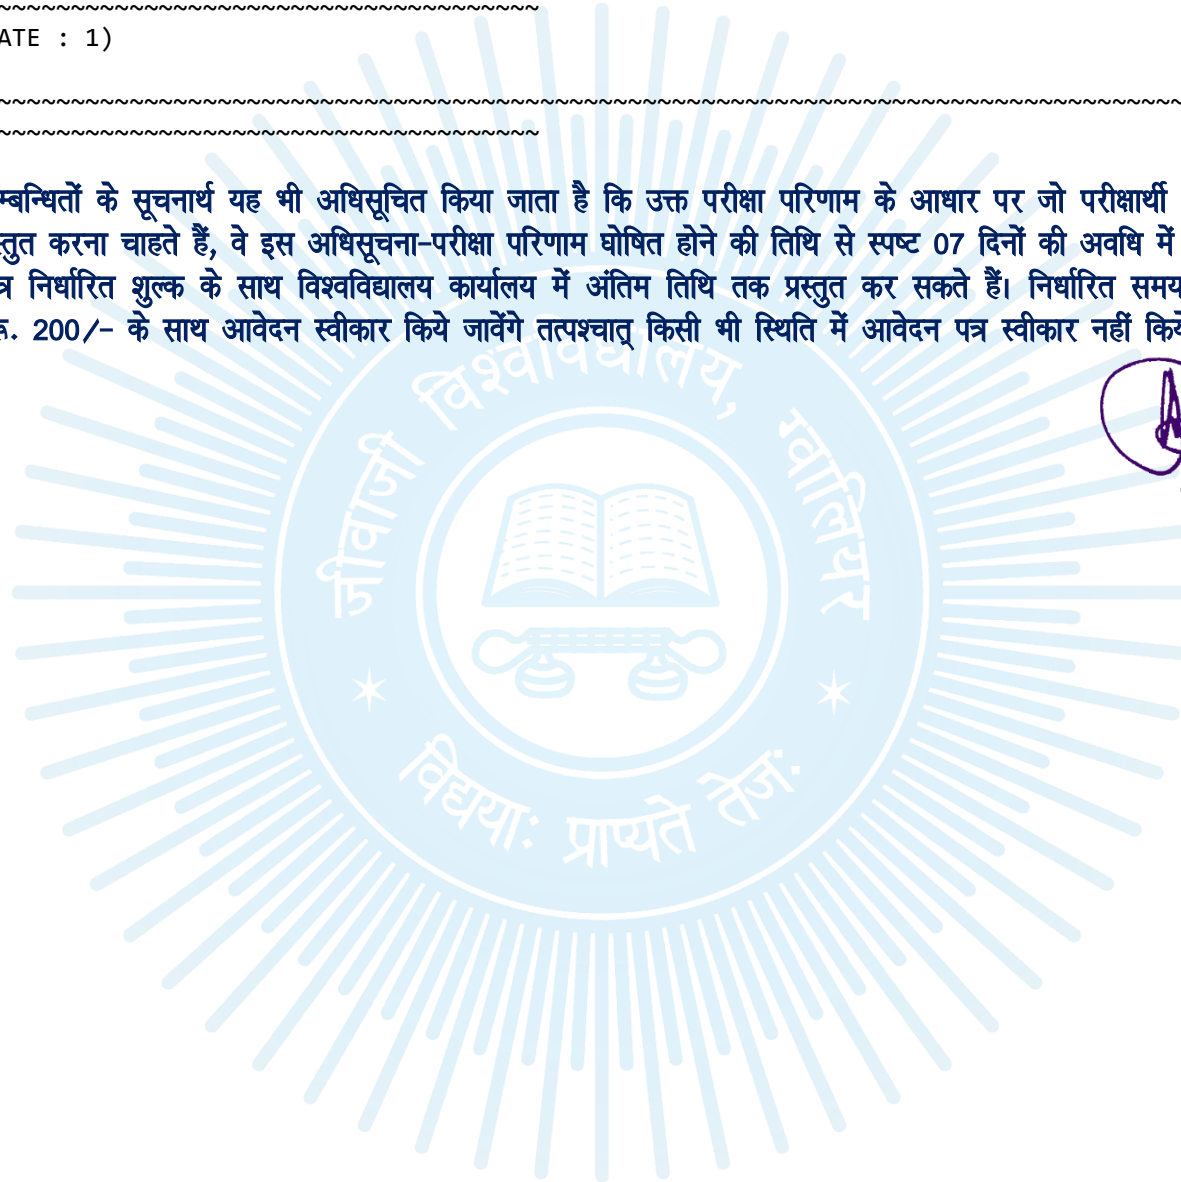 ~~~~~~~~~~~~~~~~~~~~~~~~~~~~~~~~~~~~~
ATE : 1)
~~~~~~~~~~~~~~~~~~~~~~~~~~~~~~~~~~~~~~~~~~~~~~~~~~~~~~~~~~~~~~~~~~~~~~~~~~~~~~~~~
~~~~~~~~~~~~~~~~~~~~~~~~~~~~~~~~~~~~~
म्बन्धितों के सूचनार्थ यह भी अधिसूचित किया जाता है कि उक्त परीक्षा परिणाम के आधार पर जो परीक्षार्थी
स्तुत करना चाहते हैं, वे इस अधिसूचना-परीक्षा परिणाम घोषित होने की तिथि से स्पष्ट 07 दिनों की अवधि में
त्र निर्धारित शुल्क के साथ विश्वविद्यालय कार्यालय में अंतिम तिथि तक प्रस्तुत कर सकते हैं। निर्धारित समय
रू. 200/- के साथ आवेदन स्वीकार किये जावेंगे तत्पश्चात् किसी भी स्थिति में आवेदन पत्र स्वीकार नहीं किये
जीवाजी विश्वविद्यालय, ग्वालियर
विद्यया: प्राप्यते तेज: